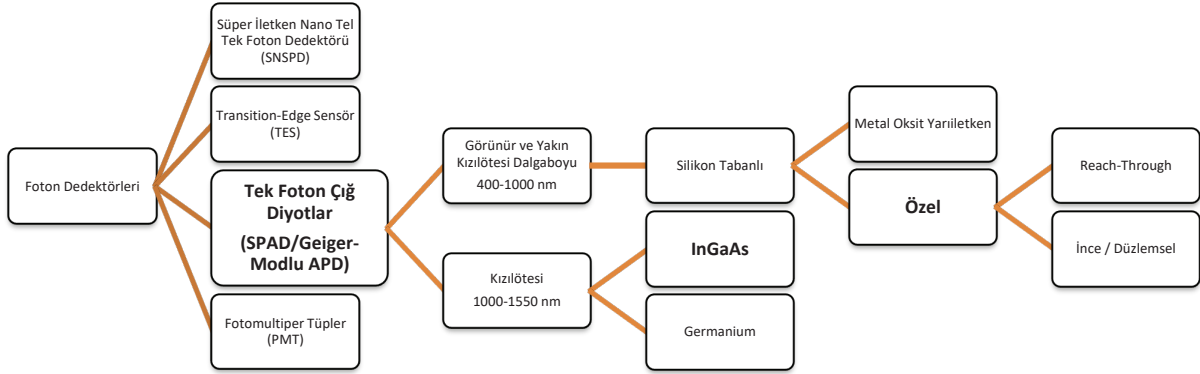 Foton Dedektörleri
Süper İletken Nano Tel
Tek Foton Dedektörü
(SNSPD)
Transition-Edge Sensör
(TES)
Tek Foton Çığ
Diyotlar
(SPAD/Geiger-
Modlu APD)
Fotomultiper Tüpler
(PMT)
Görünür ve Yakın
Kızılötesi Dalgaboyu
400-1000 nm
Kızılötesi
1000-1550 nm
Silikon Tabanlı
InGaAs
Germanium
Metal Oksit Yarıiletken
Özel
Reach-Through
İnce / Düzlemsel